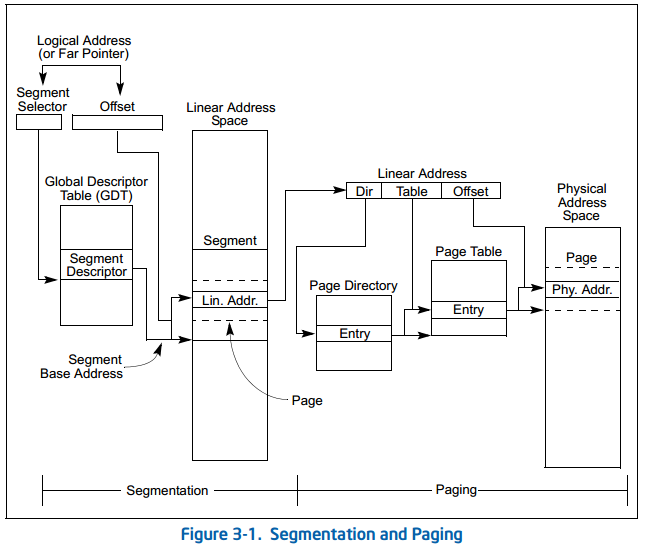 Logical Address
(or Far Pointer)
Segment
Selector
Offset
Linear Address
Space
Global Descriptor
Table (GDT)
Segment
Descriptor
Segment
Lin. Addr.
Segment
Base Address
Page
Linear Address
Dir
Table
Offset
Physical
Address
Space
Page Directory
Entry
Page Table
Entry
Page
Phy. Addr.
Segmentation
Paging
Figure 3-1. Segmentation and Paging